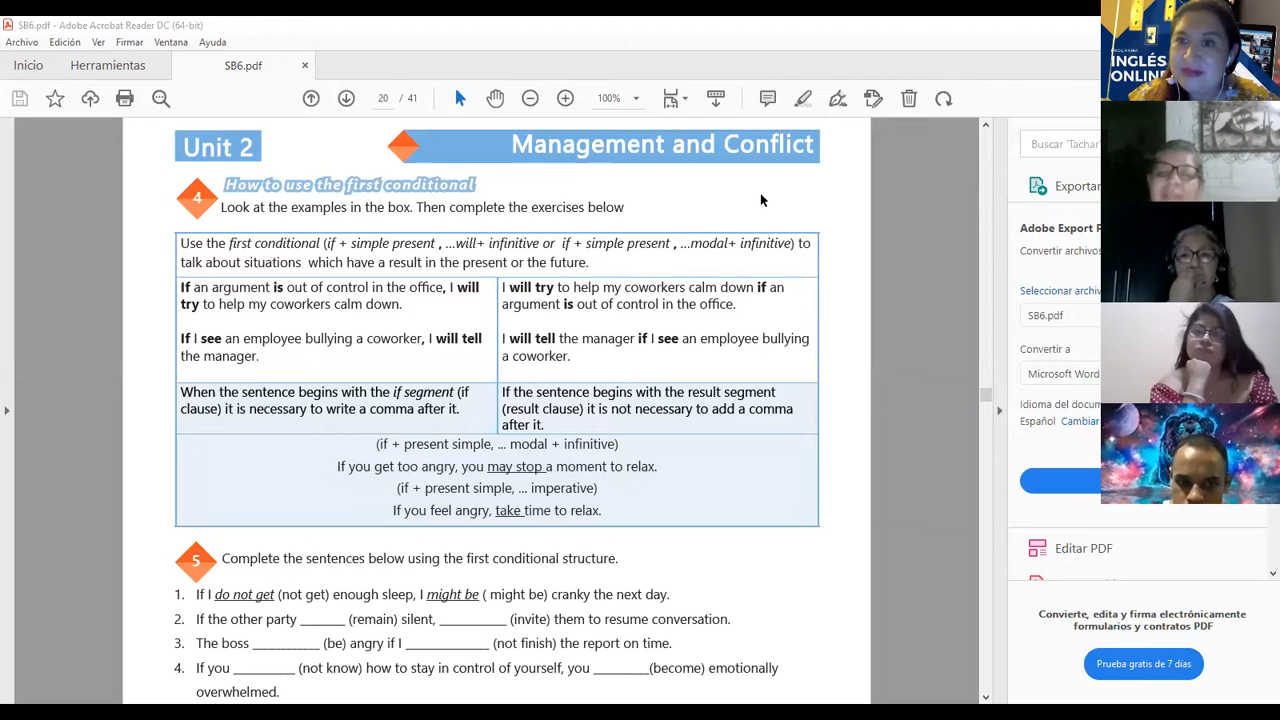 SB6.pdf - Adobe Acrobat Reader DC (64-bit)
Archivo Edición Ver Firmar Ventana Ayuda
Inicio Herramientas SB6.pdf ×
20 / 41 100%
Unit 2
Management and Conflict
4
How to use the first conditional
Look at the examples in the box. Then complete the exercises below
Use the first conditional (if + simple present , ...will+ infinitive or if + simple present , ...modal+ infinitive) to
talk about situations which have a result in the present or the future.
If an argument is out of control in the office, I will
try to help my coworkers calm down.
If I see an employee bullying a coworker, I will tell
the manager.
I will try to help my coworkers calm down if an
argument is out of control in the office.
I will tell the manager if I see an employee bullying
a coworker.
When the sentence begins with the if segment (if
clause) it is necessary to write a comma after it.
If the sentence begins with the result segment
(result clause) it is not necessary to add a comma
after it.
(if + present simple, ... modal + infinitive)
If you get too angry, you may stop a moment to relax.
(if + present simple, ... imperative)
If you feel angry, take time to relax.
5
Complete the sentences below using the first conditional structure.
1. If I do not get (not get) enough sleep, I might be ( might be) cranky the next day.
2. If the other party _______ (remain) silent, __________ (invite) them to resume conversation.
3. The boss __________ (be) angry if I ____________ (not finish) the report on time.
4. If you _________ (not know) how to stay in control of yourself, you ________(become) emotionally
overwhelmed.
Buscar 'Tachar
Exportar
Adobe Export P
Convertir archivos
Seleccionar archiv
SB6.pdf
Convertir a
Microsoft Word
Idioma del docum
Español Cambiar
Editar PDF
Convierte, edita y firma electrónicamente
formularios y contratos PDF
Prueba gratis de 7 días
PROGRAMA
INGLÉS
ONLINE